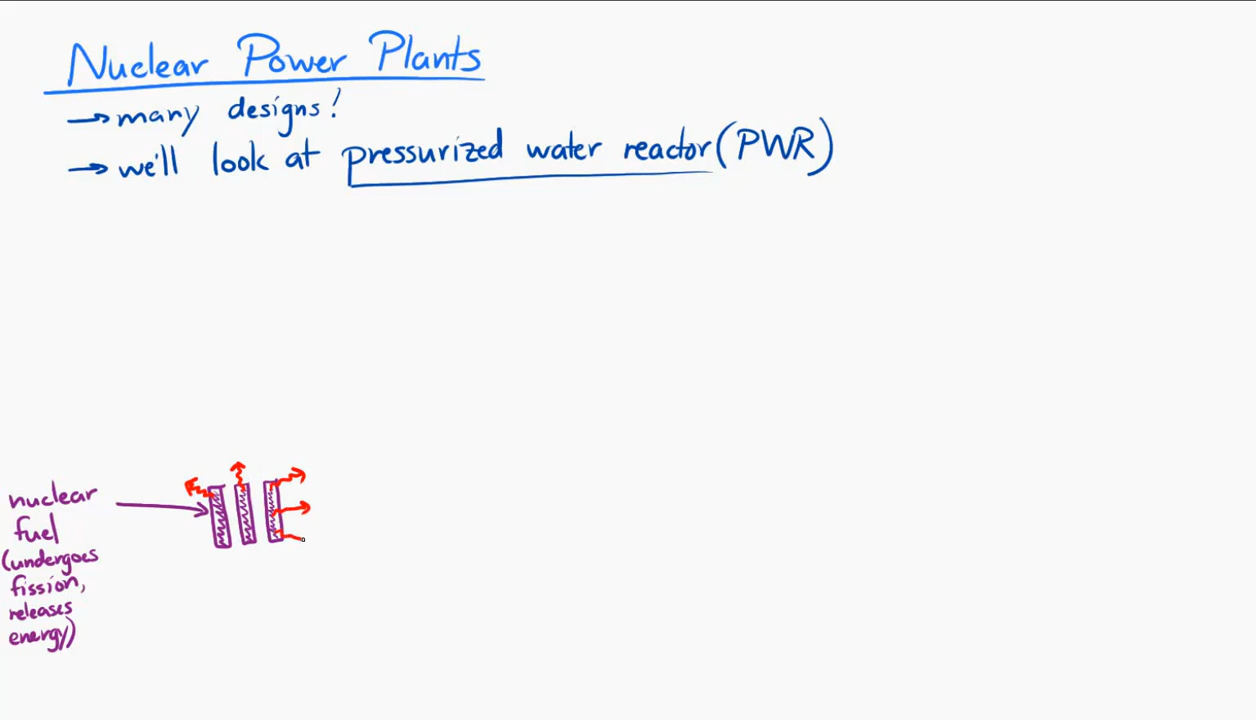 Nuclear Power Plants
→ many designs!
→ we'll look at pressurized water reactor (PWR)
nuclear
fuel
(undergoes
fission,
releases
energy)